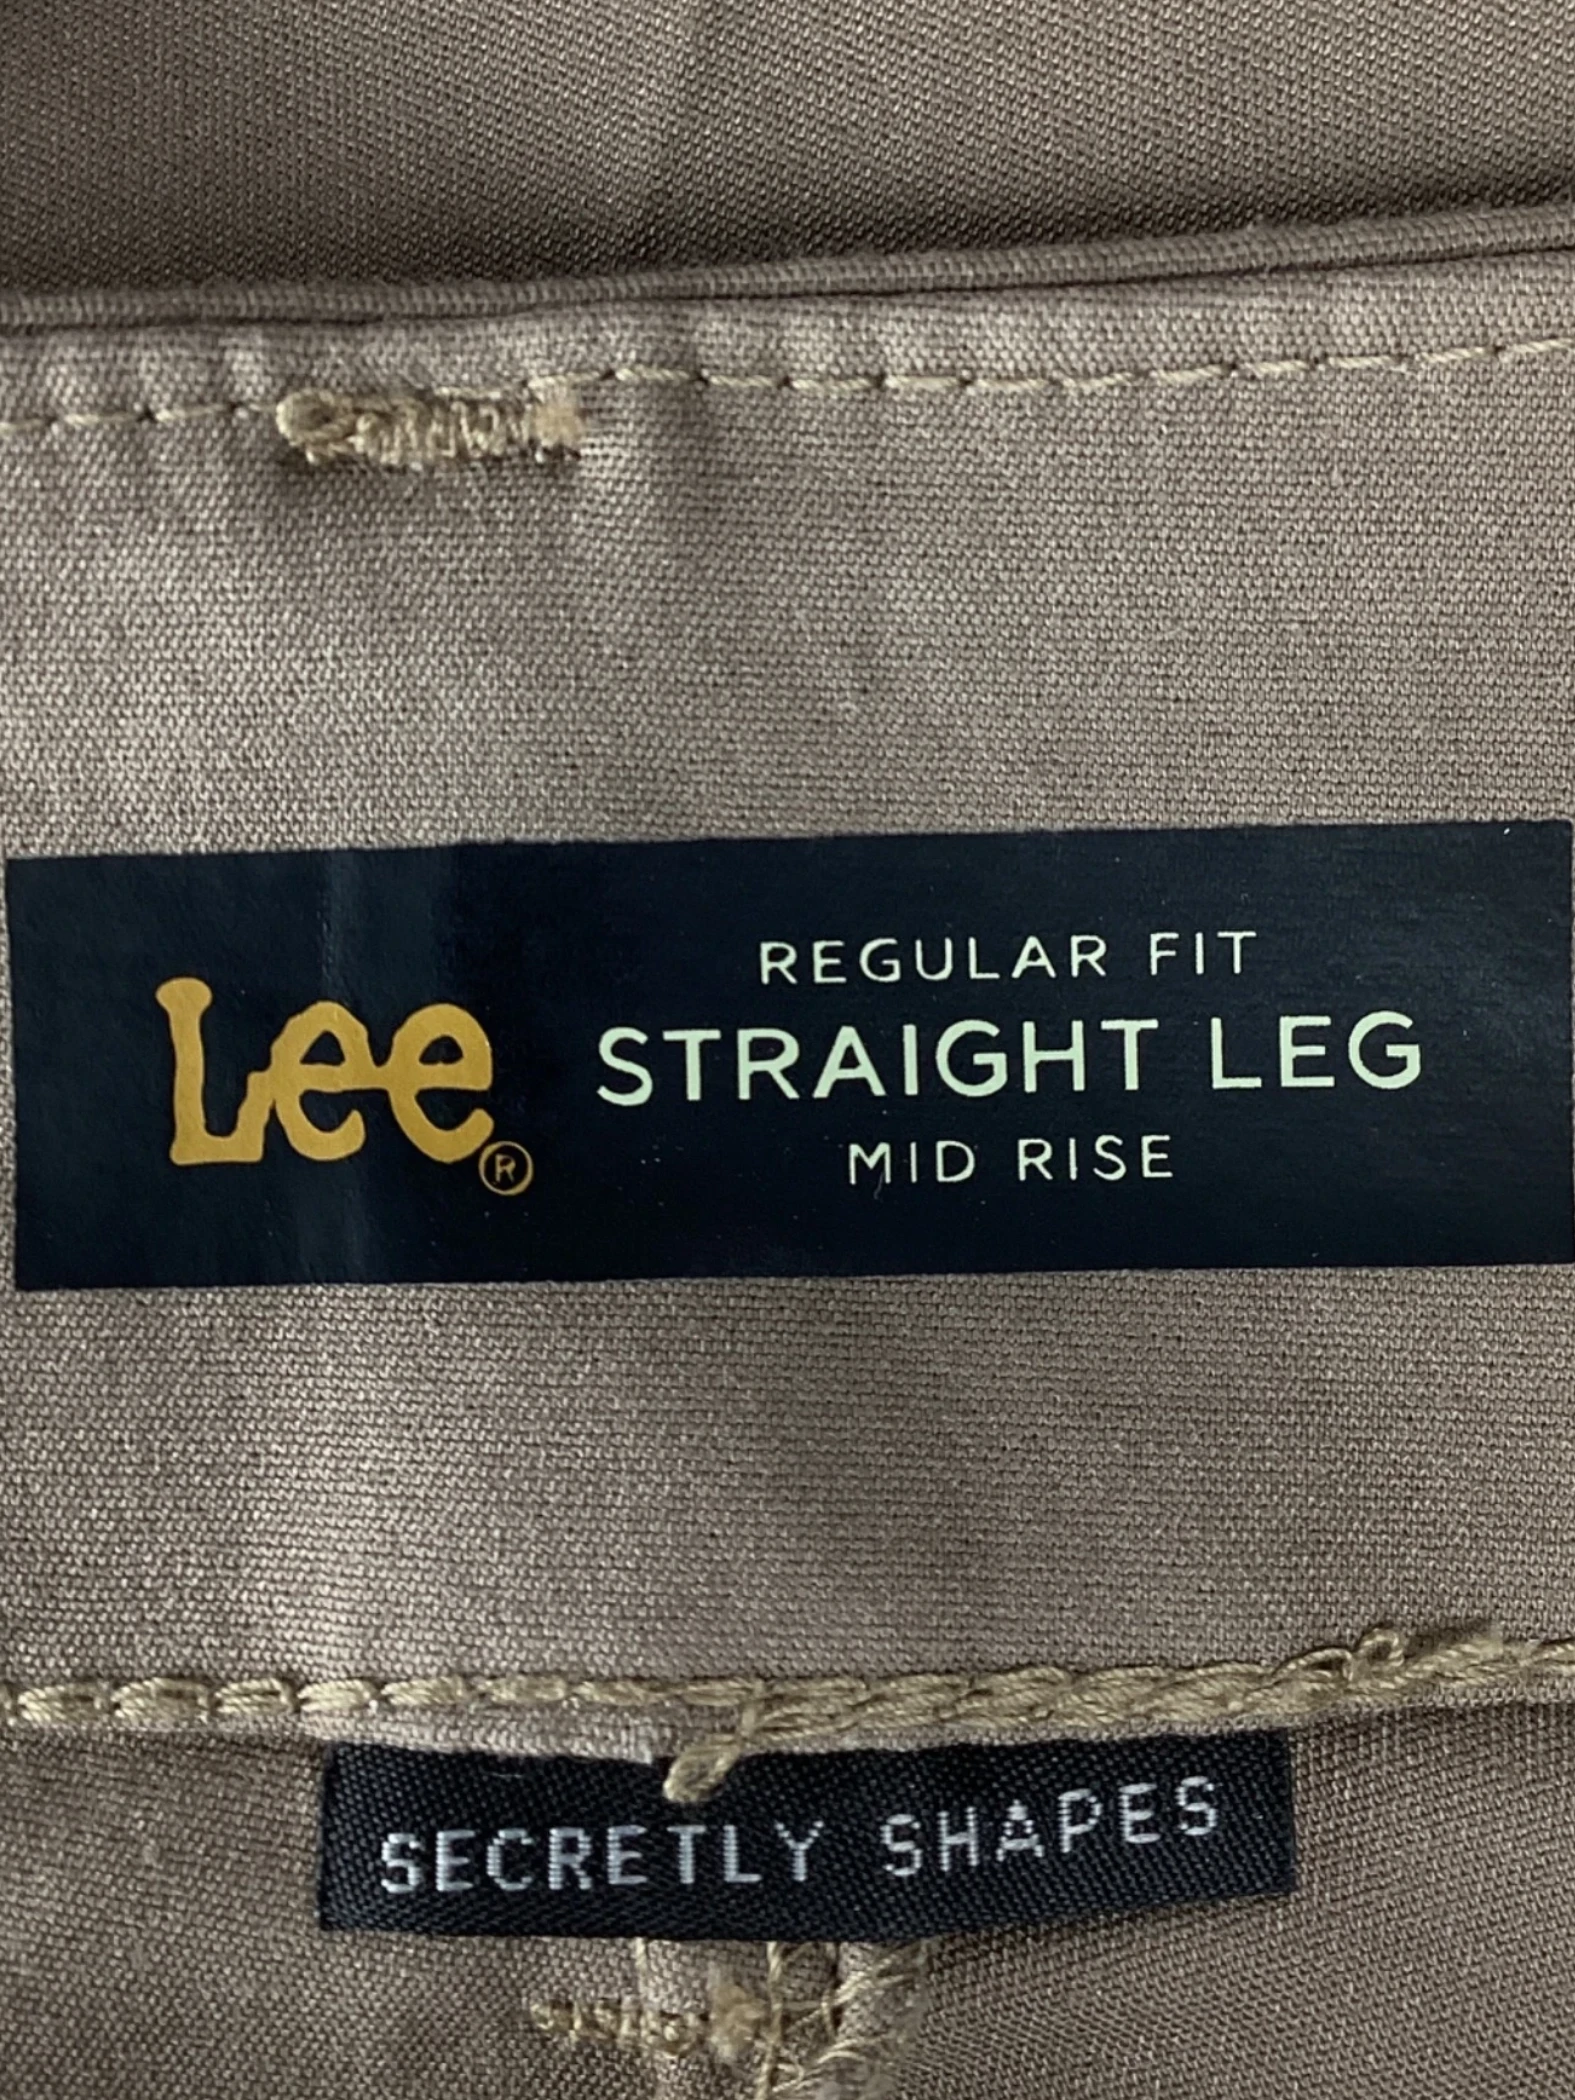 Lee®
REGULAR FIT
STRAIGHT LEG
MID RISE
SECRETLY SHAPES